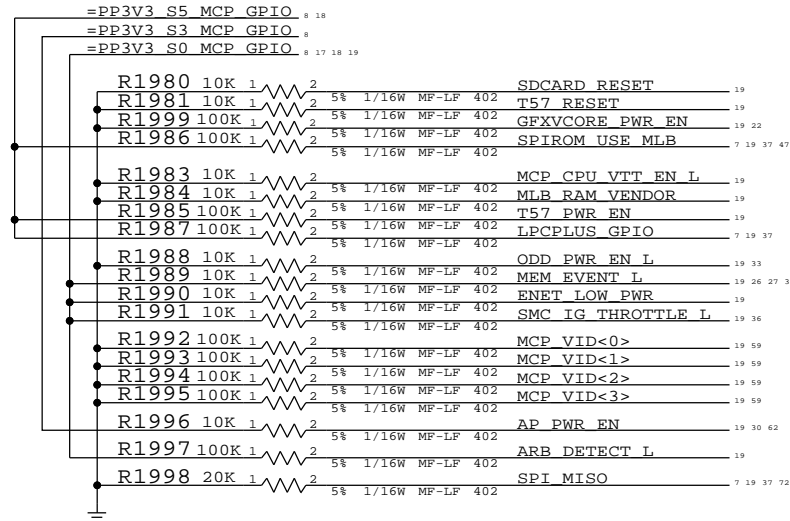 =PP3V3_S5_MCP_GPIO 8 18
=PP3V3_S3_MCP_GPIO 8
=PP3V3_S0_MCP_GPIO 8 17 18 19
R1980 10K 1 2 5% 1/16W MF-LF 402 SDCARD_RESET 19
R1981 10K 1 2 5% 1/16W MF-LF 402 T57_RESET 19
R1999 100K 1 2 5% 1/16W MF-LF 402 GFXVCORE_PWR_EN 19 22
R1986 100K 1 2 5% 1/16W MF-LF 402 SPIROM_USE_MLB 7 19 37 47
R1983 10K 1 2 5% 1/16W MF-LF 402 MCP_CPU_VTT_EN_L 19
R1984 10K 1 2 5% 1/16W MF-LF 402 MLB_RAM_VENDOR 19
R1985 100K 1 2 5% 1/16W MF-LF 402 T57_PWR_EN 19
R1987 100K 1 2 5% 1/16W MF-LF 402 LPCPLUS_GPIO 7 19 37
R1988 10K 1 2 5% 1/16W MF-LF 402 ODD_PWR_EN_L 19 33
R1989 10K 1 2 5% 1/16W MF-LF 402 MEM_EVENT_L 19 26 27 3
R1990 10K 1 2 5% 1/16W MF-LF 402 ENET_LOW_PWR 19
R1991 10K 1 2 5% 1/16W MF-LF 402 SMC_IG_THROTTLE_L 19 36
R1992 100K 1 2 5% 1/16W MF-LF 402 MCP_VID<0> 19 59
R1993 100K 1 2 5% 1/16W MF-LF 402 MCP_VID<1> 19 59
R1994 100K 1 2 5% 1/16W MF-LF 402 MCP_VID<2> 19 59
R1995 100K 1 2 5% 1/16W MF-LF 402 MCP_VID<3> 19 59
R1996 10K 1 2 5% 1/16W MF-LF 402 AP_PWR_EN 19 30 62
R1997 100K 1 2 5% 1/16W MF-LF 402 ARB_DETECT_L 19
R1998 20K 1 2 5% 1/16W MF-LF 402 SPI_MISO 7 19 37 72